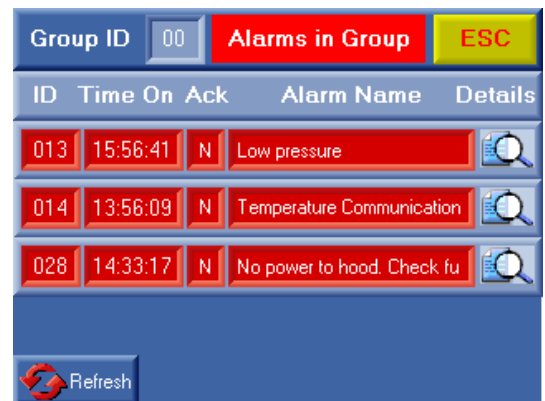 Group ID 00 Alarms in Group ESC
ID Time On Ack Alarm Name Details
013 15:56:41 N Low pressure
014 13:56:09 N Temperature Communication
028 14:33:17 N No power to hood. Check fu
Refresh